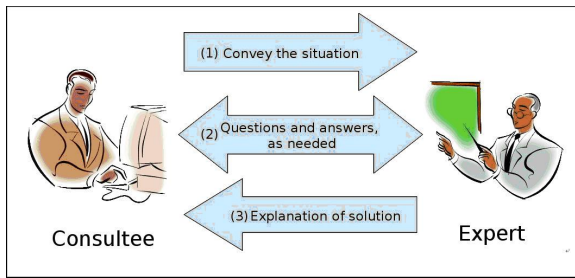 (1) Convey the situation
(2) Questions and answers,
as needed
(3) Explanation of solution
Consultee
Expert